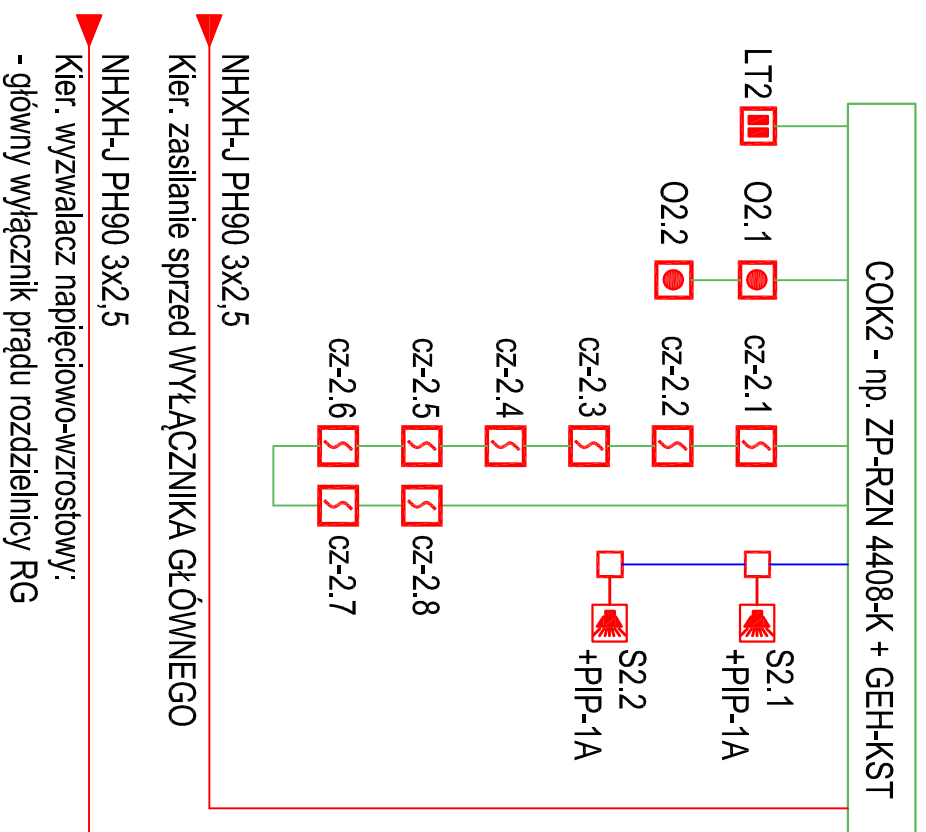 COK2 - np. ZP-RZN 4408-K + GEH-KST
LT2
O2.1
O2.2
cz-2.1
cz-2.2
cz-2.3
cz-2.4
cz-2.5
cz-2.6
cz-2.8
cz-2.7
S2.1
+PIP-1A
S2.2
+PIP-1A
NHXH-J PH90 3x2,5
Kier. zasilanie sprzed WYŁĄCZNIKA GŁÓWNEGO
NHXH-J PH90 3x2,5
Kier. wyzwalacz napięciowo-wzrostowy:
- główny wyłącznik prądu rozdzielnicy RG